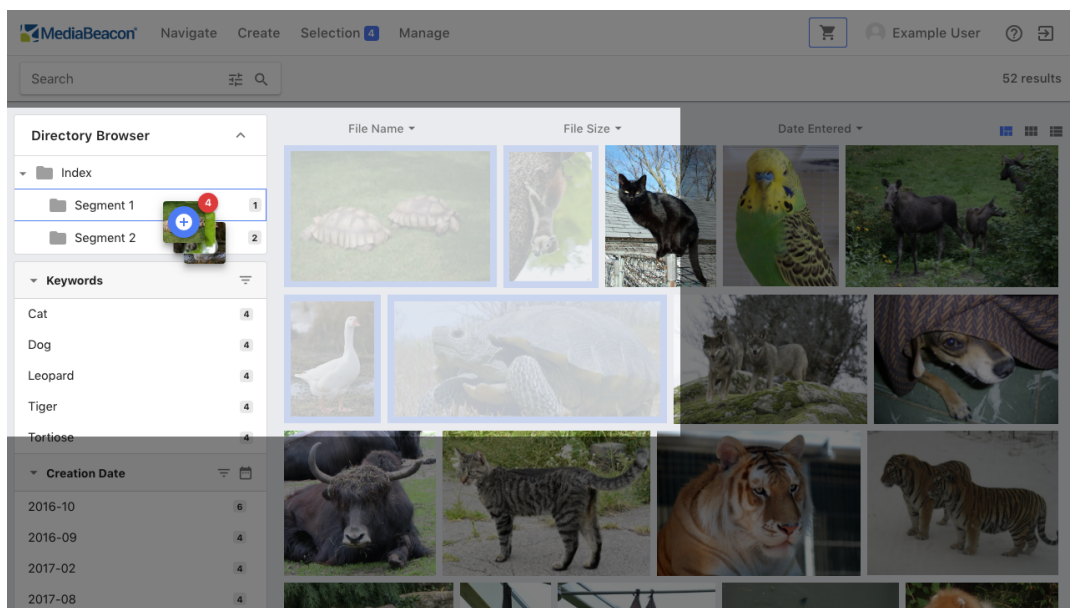 MediaBeacon® Navigate Create Selection 4 Manage Example User
Search 52 results
Directory Browser File Name File Size Date Entered
Index
Segment 1 1
4
Segment 2 2
Keywords
Cat 4
Dog 4
Leopard 4
Tiger 4
Tortiose 4
Creation Date
2016-10 6
2016-09 4
2017-02 4
2017-08 4